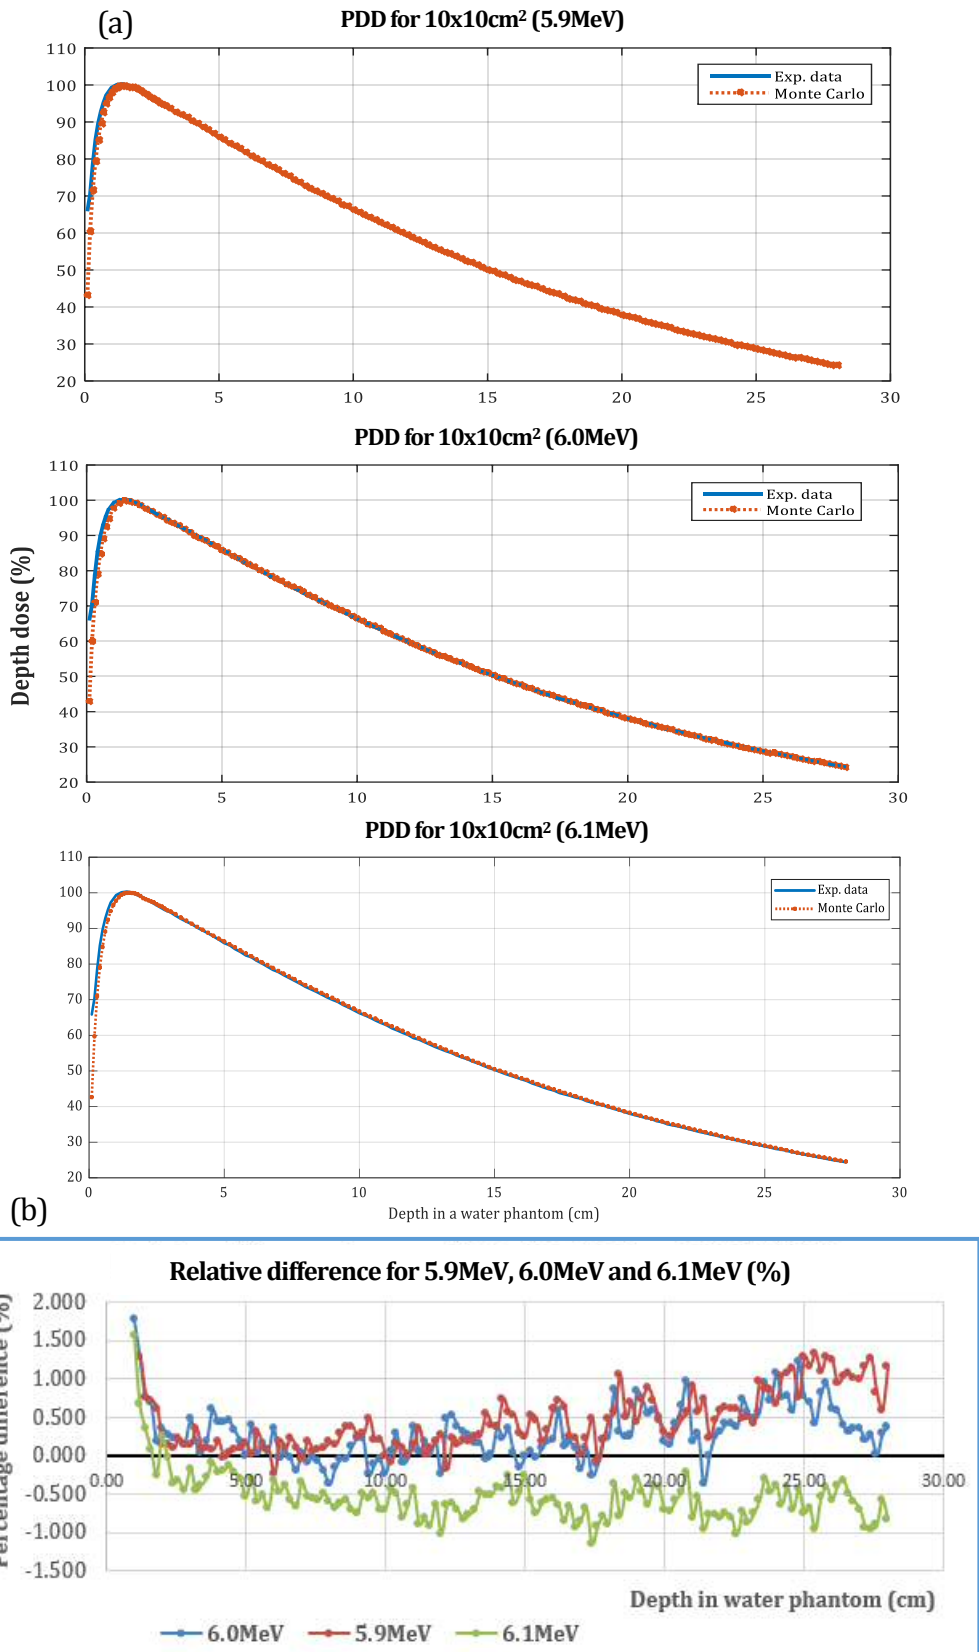 (a)
PDD for 10x10cm² (5.9MeV)
110
100
90
80
70
60
50
40
30
20
Exp. data
Monte Carlo
0 5 10 15 20 25 30
PDD for 10x10cm² (6.0MeV)
Depth dose (%)
110
100
90
80
70
60
50
40
30
20
Exp. data
Monte Carlo
0 5 10 15 20 25 30
PDD for 10x10cm² (6.1MeV)
110
100
90
80
70
60
50
40
30
20
Exp. data
Monte Carlo
0 5 10 15 20 25 30
Depth in a water phantom (cm)
(b)
Relative difference for 5.9MeV, 6.0MeV and 6.1MeV (%)
Percentage difference (%)
2.000
1.500
1.000
0.500
0.000
-0.500
-1.000
-1.500
0.00 5.00 10.00 15.00 20.00 25.00 30.00
Depth in water phantom (cm)
6.0MeV 5.9MeV 6.1MeV